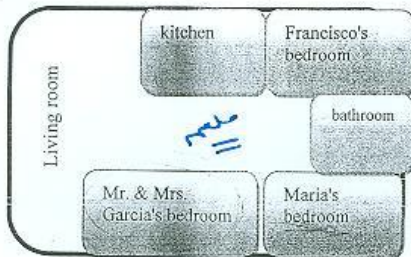 kitchen
Francisco's
bedroom
Living room
bathroom
Mr. & Mrs.
Garcia's bedroom
Maria's
bedroom